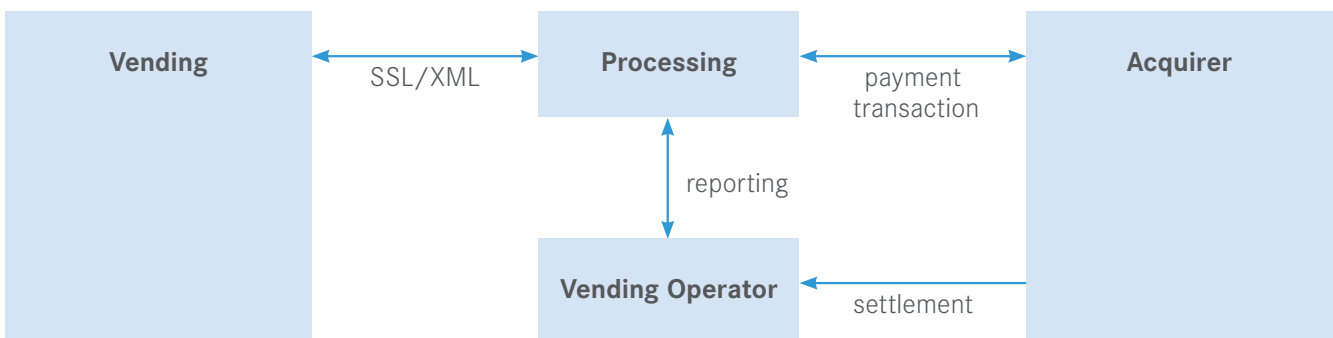 Vending
SSL/XML
Processing
payment
transaction
Acquirer
reporting
Vending Operator
settlement